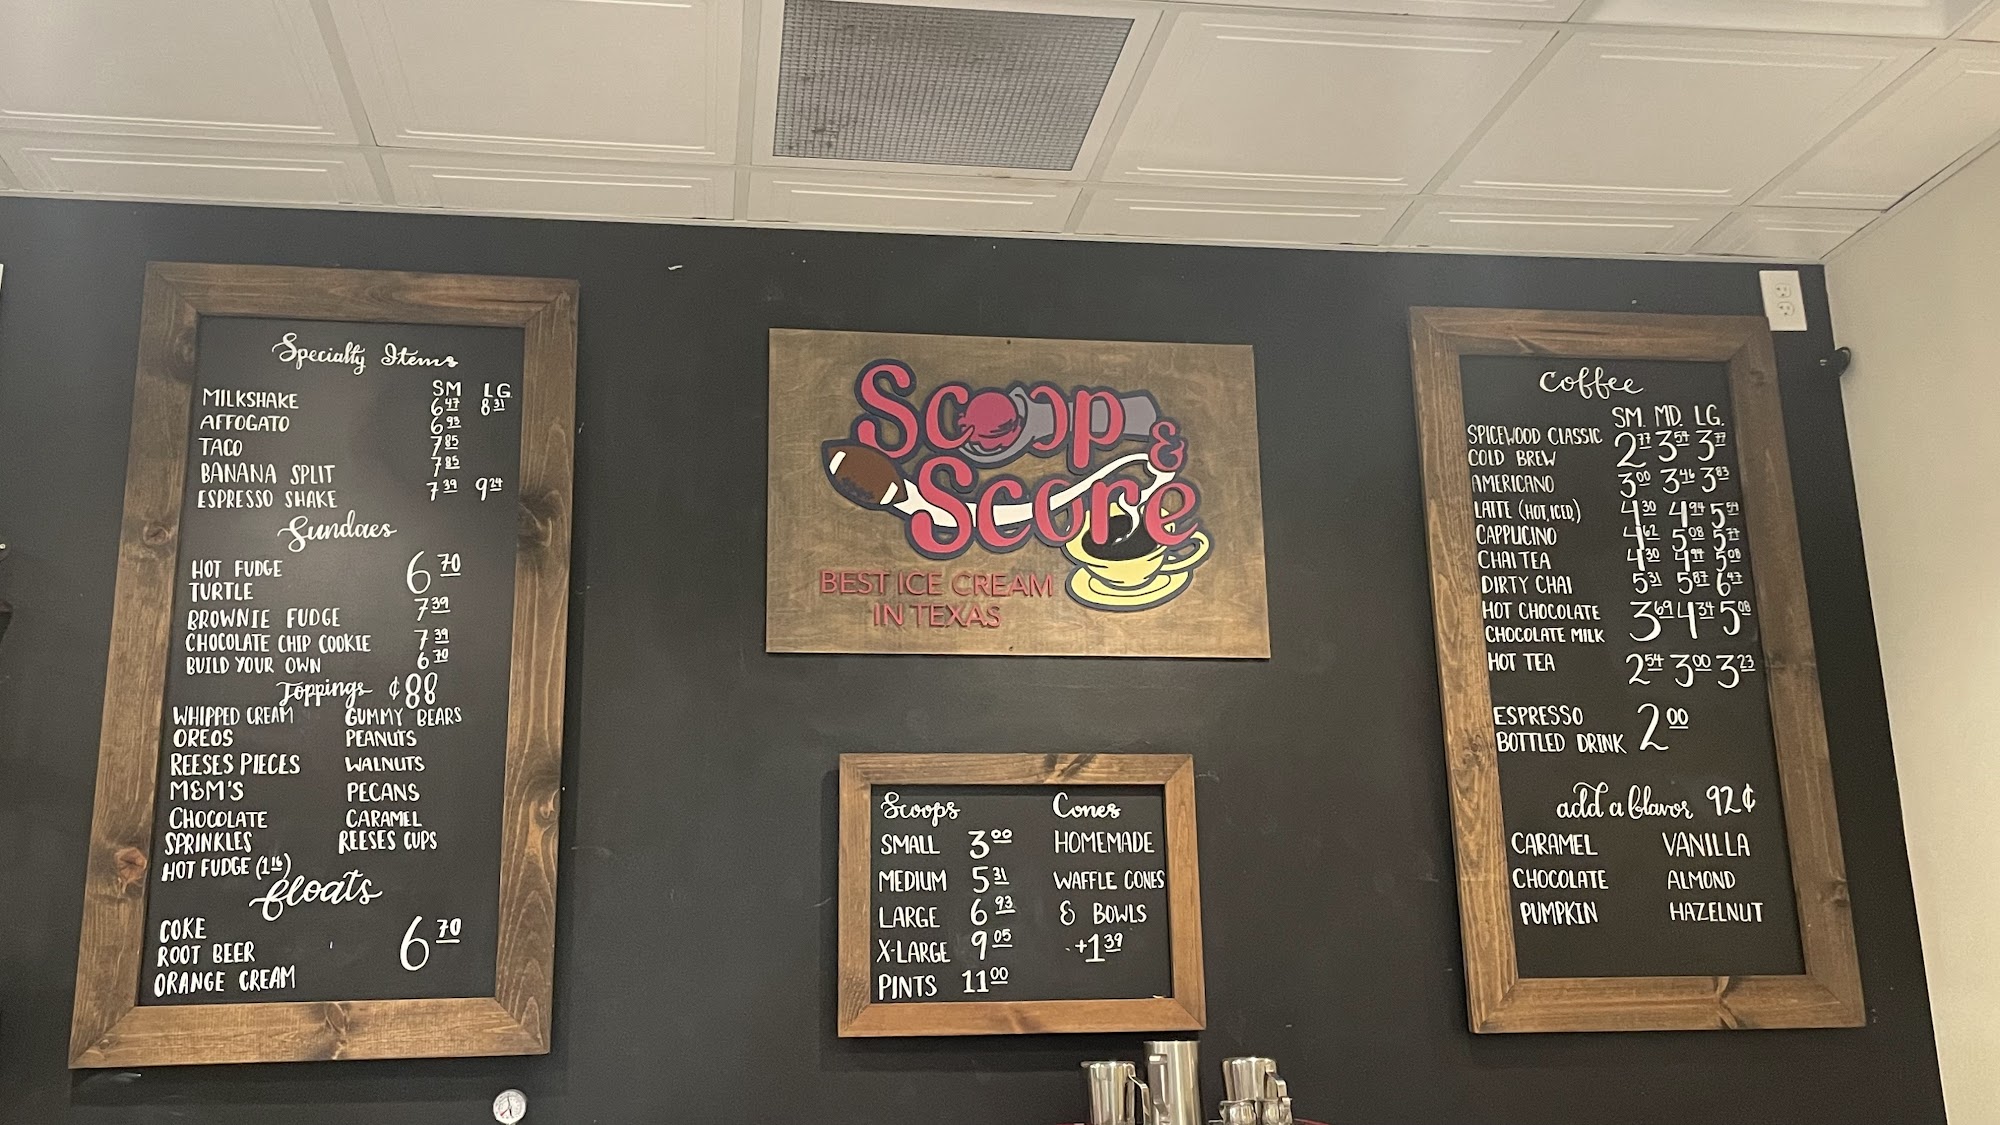 Specialty Items
SM LG.
MILKSHAKE 6.47 8.31
AFFOGATO 6.93
TACO 7.85
BANANA SPLIT 7.85
ESPRESSO SHAKE 7.39 9.24
Sundaes
HOT FUDGE 6.70
TURTLE
BROWNIE FUDGE 7.39
CHOCOLATE CHIP COOKIE 7.39
BUILD YOUR OWN 6.70
Toppings ¢88
WHIPPED CREAM GUMMY BEARS
OREOS PEANUTS
REESES PIECES WALNUTS
M&M'S PECANS
CHOCOLATE CARAMEL
SPRINKLES REESES CUPS
HOT FUDGE (1.16)
floats
COKE
ROOT BEER 6.70
ORANGE CREAM
Scoop &
Score
BEST ICE CREAM
IN TEXAS
Scoops
SMALL 3.00
MEDIUM 5.31
LARGE 6.93
X-LARGE 9.05
PINTS 11.00
Cones
HOMEMADE
WAFFLE CONES
& BOWLS
+1.39
Coffee
SM. MD. LG.
SPICEWOOD CLASSIC 2.77 3.54 3.77
COLD BREW
AMERICANO 3.00 3.46 3.83
LATTE (HOT, ICED,) 4.30 4.94 5.54
CAPPUCINO 4.62 5.08 5.77
CHAI TEA 4.30 4.99 5.08
DIRTY CHAI 5.31 5.87 6.47
HOT CHOCOLATE 3.69 4.34 5.08
CHOCOLATE MILK
HOT TEA 2.54 3.00 3.23
ESPRESSO 2.00
BOTTLED DRINK
add a flavor 92¢
CARAMEL VANILLA
CHOCOLATE ALMOND
PUMPKIN HAZELNUT